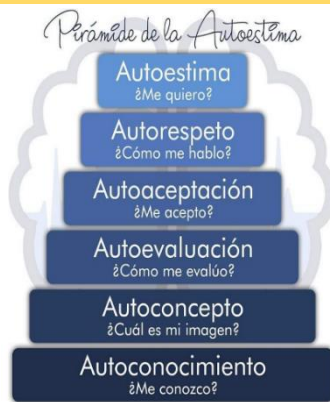 Pirámide de la Autoestima
Autoestima
¿Me quiero?
Autorespeto
¿Cómo me hablo?
Autoaceptación
¿Me acepto?
Autoevaluación
¿Cómo me evalúo?
Autoconcepto
¿Cuál es mi imagen?
Autoconocimiento
¿Me conozco?